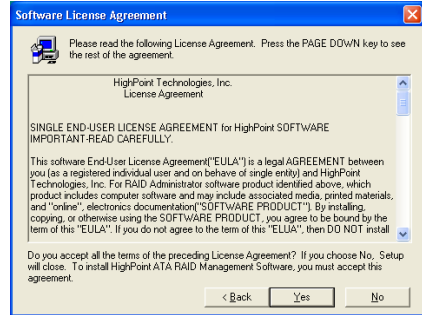 Software License Agreement
Please read the following License Agreement. Press the PAGE DOWN key to see
the rest of the agreement.
HighPoint Technologies, Inc.
License Agreement
SINGLE END-USER LICENSE AGREEMENT for HighPoint SOFTWARE
IMPORTANT-READ CAREFULLY.
This software End-User License Agreement("EULA") is a legal AGREEMENT between
you (as a registered individual user and on behave of single entity) and HighPoint
Technologies, Inc. For RAID Administrator software product identified above, which
product includes computer software and may include associated media, printed materials,
and "online", electronics documentation("SOFTWARE PRODUCT"). By installing,
copying, or otherwise using the SOFTWARE PRODUCT, you agree to be bound by the
term of this "EULA". If you do not agree to the term of this "ELUA", then DO NOT install
Do you accept all the terms of the preceding License Agreement? If you choose No, Setup
will close. To install HighPoint ATA RAID Management Software, you must accept this
agreement.
< Back Yes No